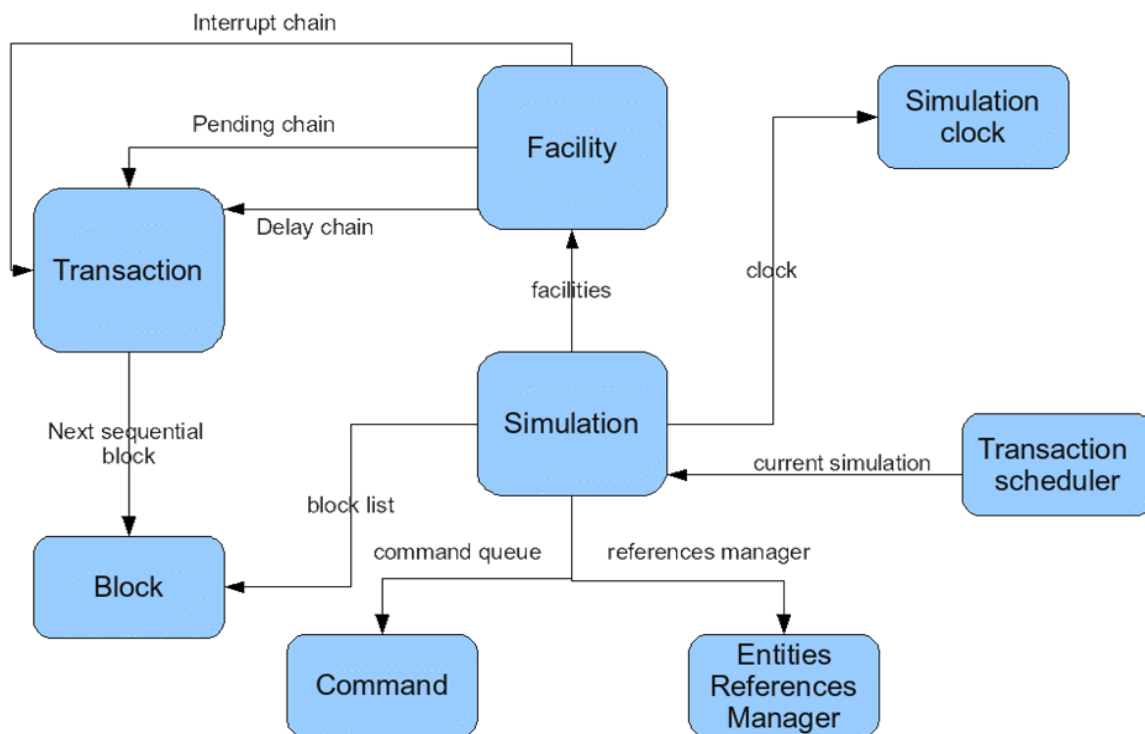 Interrupt chain
Simulation
clock
Pending chain
Facility
Delay chain
Transaction
clock
facilities
Simulation
Next sequential
block
Transaction
scheduler
current simulation
block list
command queue
references manager
Block
Entities
References
Manager
Command